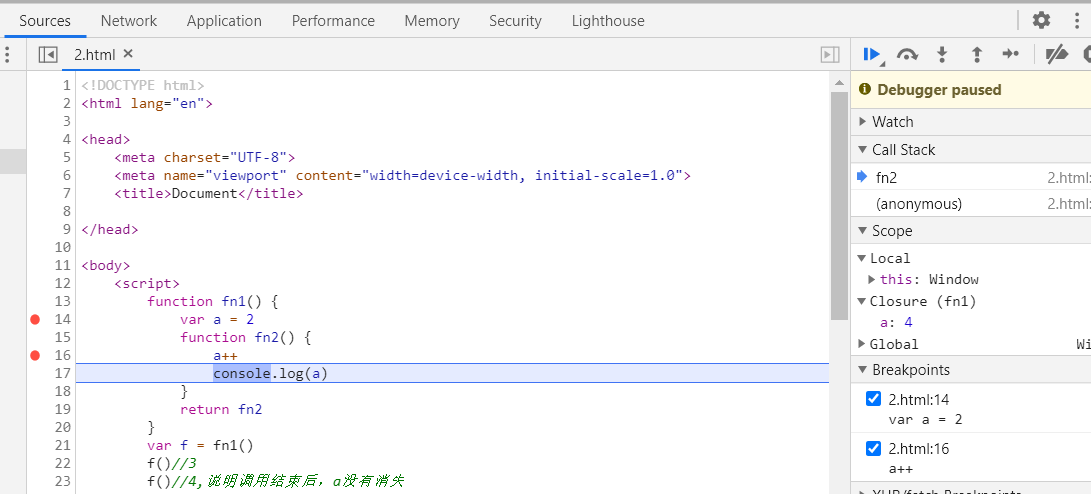 Sources Network Application Performance Memory Security Lighthouse
2.html ×
1 <!DOCTYPE html>
2 <html lang="en">
3
4 <head>
5     <meta charset="UTF-8">
6     <meta name="viewport" content="width=device-width, initial-scale=1.0">
7     <title>Document</title>
8
9 </head>
10
11 <body>
12     <script>
13         function fn1() {
14             var a = 2
15             function fn2() {
16                 a++
17                 console.log(a)
18             }
19             return fn2
20         }
21         var f = fn1()
22         f()//3
23         f()//4,说明调用结束后，a没有消失
Debugger paused
Watch
Call Stack
fn2 2.html:
(anonymous) 2.html:
Scope
Local
this: Window
Closure (fn1)
a: 4
Global Wi
Breakpoints
2.html:14
var a = 2
2.html:16
a++
XHR/fetch Breakpoints